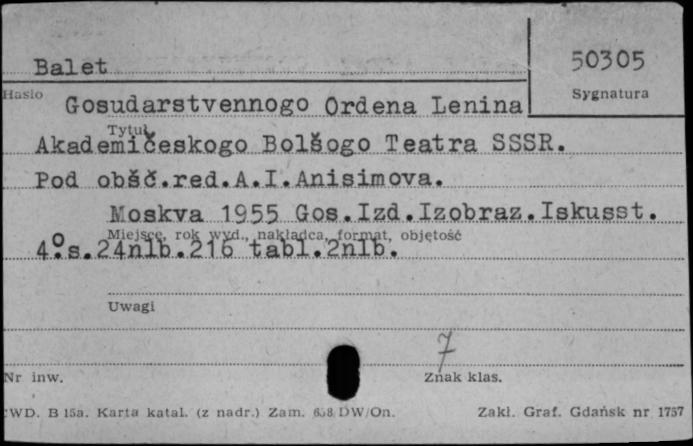 50305
Balet
Hasło
Sygnatura
Gosudarstvennogo Ordena Lenina
Tytuł
Akademičeskogo Bolšogo Teatra SSSR.
Pod obšč.red.A.I.Anisimova.
Moskva 1955 Gos.Izd.Izobraz.Iskusst.
Miejsce, rok wyd., nakładca, format, objętość
4º.s.24nlb.216 tabl.2nlb.
Uwagi
7
Nr inw.
Znak klas.
WD. B 15a. Karta katal. (z nadr.) Zam. DW/On.
Zakł. Graf. Gdańsk nr 1757